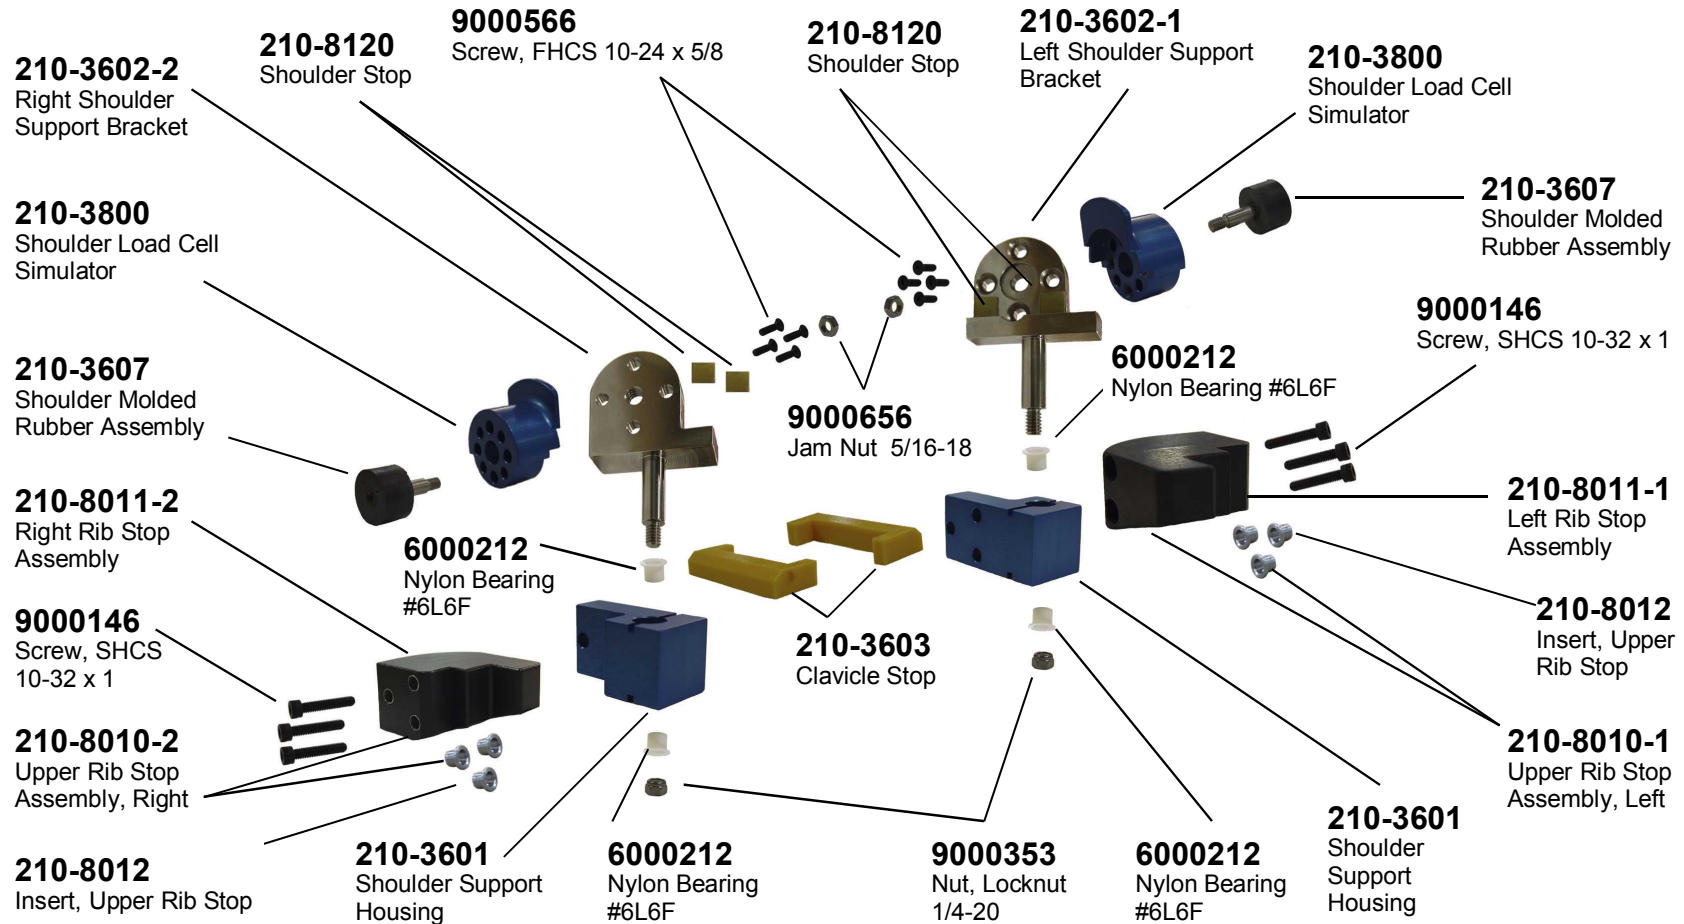 9000566
Screw, FHCS 10-24 x 5/8
210-3602-1
Left Shoulder Support
Bracket
210-8120
Shoulder Stop
210-8120
Shoulder Stop
210-3800
Shoulder Load Cell
Simulator
210-3602-2
Right Shoulder
Support Bracket
210-3607
Shoulder Molded
Rubber Assembly
210-3800
Shoulder Load Cell
Simulator
9000146
Screw, SHCS 10-32 x 1
6000212
Nylon Bearing #6L6F
210-3607
Shoulder Molded
Rubber Assembly
9000656
Jam Nut 5/16-18
210-8011-2
Right Rib Stop
Assembly
210-8011-1
Left Rib Stop
Assembly
6000212
Nylon Bearing
#6L6F
9000146
Screw, SHCS
10-32 x 1
210-3603
Clavicle Stop
210-8012
Insert, Upper
Rib Stop
210-8010-2
Upper Rib Stop
Assembly, Right
210-8010-1
Upper Rib Stop
Assembly, Left
210-8012
Insert, Upper Rib Stop
210-3601
Shoulder Support
Housing
6000212
Nylon Bearing
#6L6F
9000353
Nut, Locknut
1/4-20
6000212
Nylon Bearing
#6L6F
210-3601
Shoulder
Support
Housing